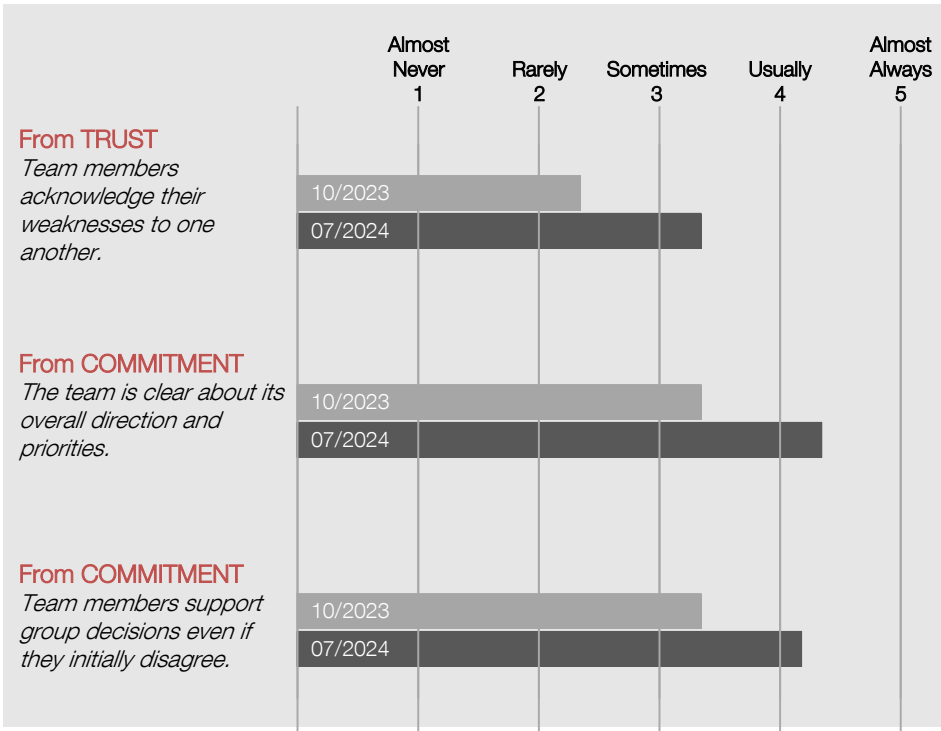 Almost
Never
1
Rarely
2
Sometimes
3
Usually
4
Almost
Always
5
From TRUST
Team members
acknowledge their
weaknesses to one
another.
10/2023
07/2024
From COMMITMENT
The team is clear about its
overall direction and
priorities.
10/2023
07/2024
From COMMITMENT
Team members support
group decisions even if
they initially disagree.
10/2023
07/2024